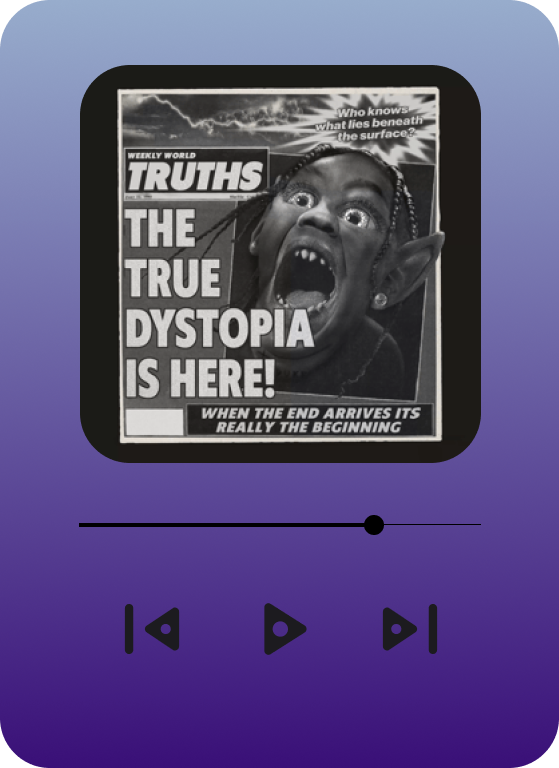 Who knows
what lies beneath
the surface?
WEEKLY WORLD
TRUTHS
THE
TRUE
DYSTOPIA
IS HERE!
WHEN THE END ARRIVES ITS
REALLY THE BEGINNING